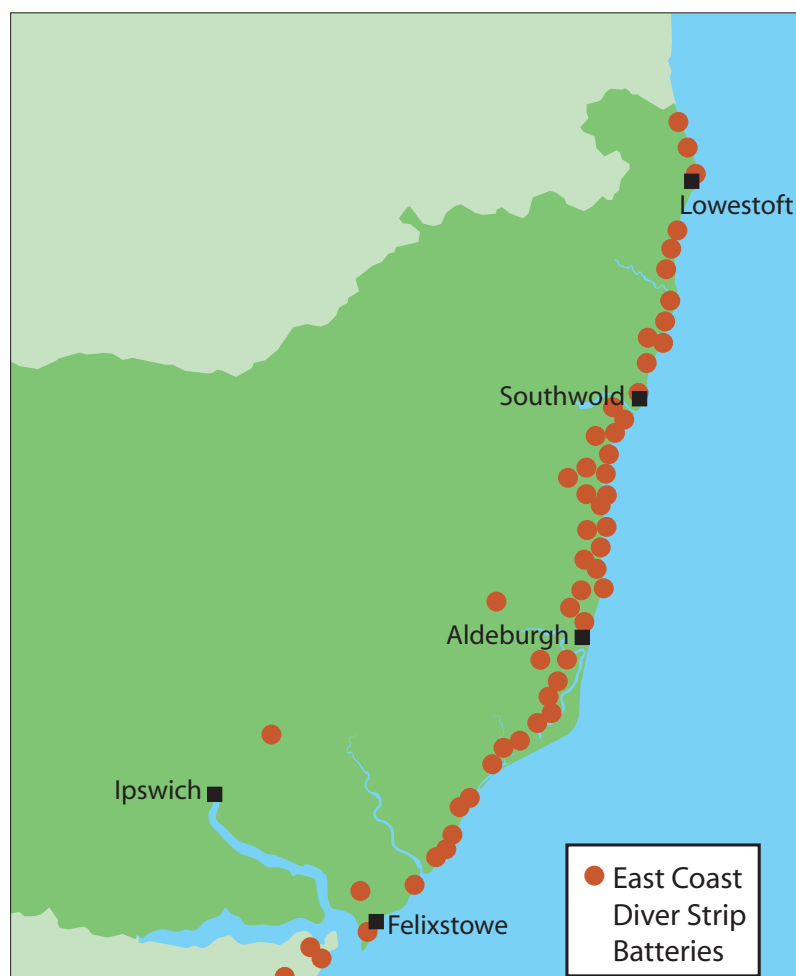 Lowestoft
Southwold
Aldeburgh
Ipswich
Felixstowe
East Coast
Diver Strip
Batteries